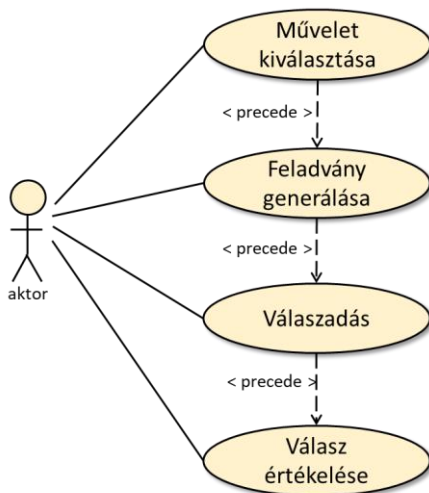 Művelet
kiválasztása
< precede >
Feladvány
generálása
< precede >
aktor
Válaszadás
< precede >
Válasz
értékelése